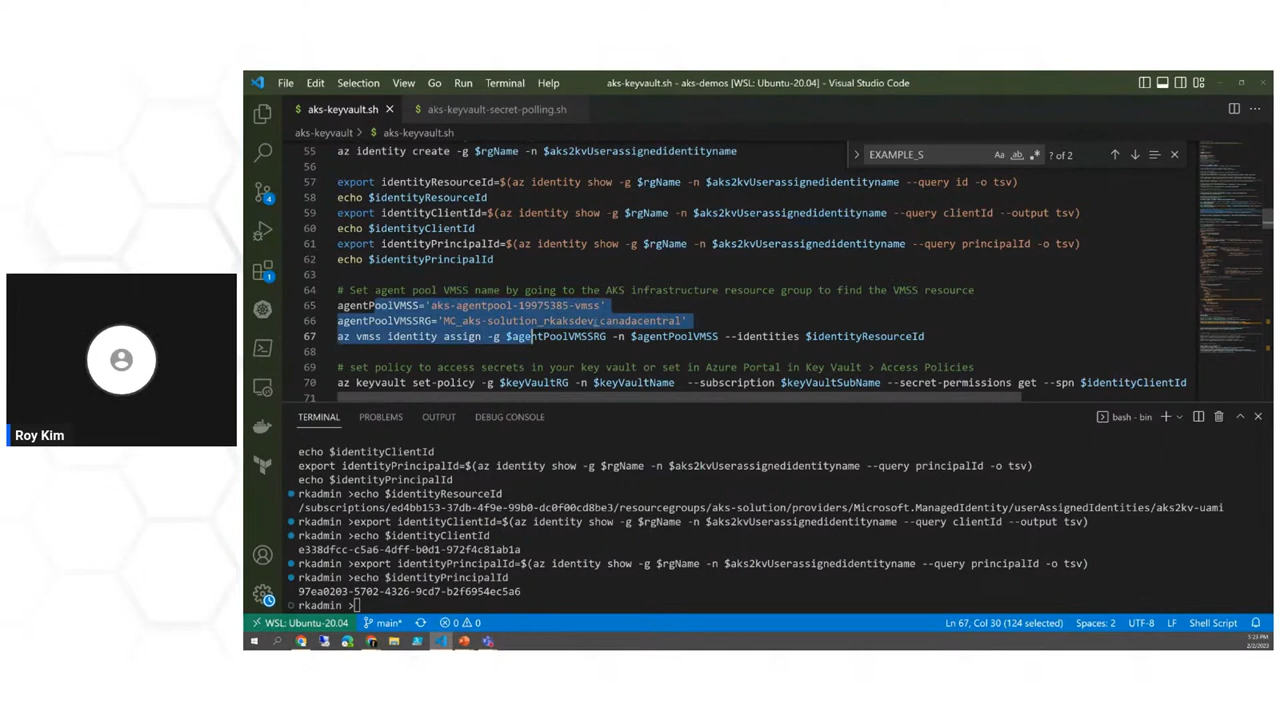 File Edit Selection View Go Run Terminal Help
aks-keyvault.sh - aks-demos [WSL: Ubuntu-20.04] - Visual Studio Code
aks-keyvault.sh
aks-keyvault-secret-polling.sh
aks-keyvault > $ aks-keyvault.sh
EXAMPLE_S
Aa ab .* ? of 2
55 az identity create -g $rgName -n $aks2kvUserassignedidentityname
56
57 export identityResourceId=$(az identity show -g $rgName -n $aks2kvUserassignedidentityname --query id -o tsv)
58 echo $identityResourceId
59 export identityClientId=$(az identity show -g $rgName -n $aks2kvUserassignedidentityname --query clientId --output tsv)
60 echo $identityClientId
61 export identityPrincipalId=$(az identity show -g $rgName -n $aks2kvUserassignedidentityname --query principalId -o tsv)
62 echo $identityPrincipalId
63
64 # Set agent pool VMSS name by going to the AKS infrastructure resource group to find the VMSS resource
65 agentPoolVMSS='aks-agentpool-19975385-vmss'
66 agentPoolVMSSRG='MC_aks-solution_rkaksdev_canadacentral'
67 az vmss identity assign -g $agentPoolVMSSRG -n $agentPoolVMSS --identities $identityResourceId
68
69 # set policy to access secrets in your key vault or set in Azure Portal in Key Vault > Access Policies
70 az keyvault set-policy -g $keyVaultRG -n $keyVaultName --subscription $keyVaultSubName --secret-permissions get --spn $identityClientId
71
TERMINAL PROBLEMS OUTPUT DEBUG CONSOLE
bash - bin
echo $identityClientId
export identityPrincipalId=$(az identity show -g $rgName -n $aks2kvUserassignedidentityname --query principalId -o tsv)
echo $identityPrincipalId
rkadmin >echo $identityResourceId
/subscriptions/ed4bb153-37db-4f9e-99b0-dc0f00cd8be3/resourcegroups/aks-solution/providers/Microsoft.ManagedIdentity/userAssignedIdentities/aks2kv-uami
rkadmin >export identityClientId=$(az identity show -g $rgName -n $aks2kvUserassignedidentityname --query clientId --output tsv)
rkadmin >echo $identityClientId
e338dfcc-c5a6-4dff-b0d1-972f4c81ab1a
rkadmin >export identityPrincipalId=$(az identity show -g $rgName -n $aks2kvUserassignedidentityname --query principalId -o tsv)
rkadmin >echo $identityPrincipalId
97ea0203-5702-4326-9cd7-b2f6954ec5a6
rkadmin >
WSL: Ubuntu-20.04 main* 0 0 Ln 67, Col 30 (124 selected) Spaces: 2 UTF-8 LF Shell Script
5:23 PM
2/2/2023
4
1
Roy Kim